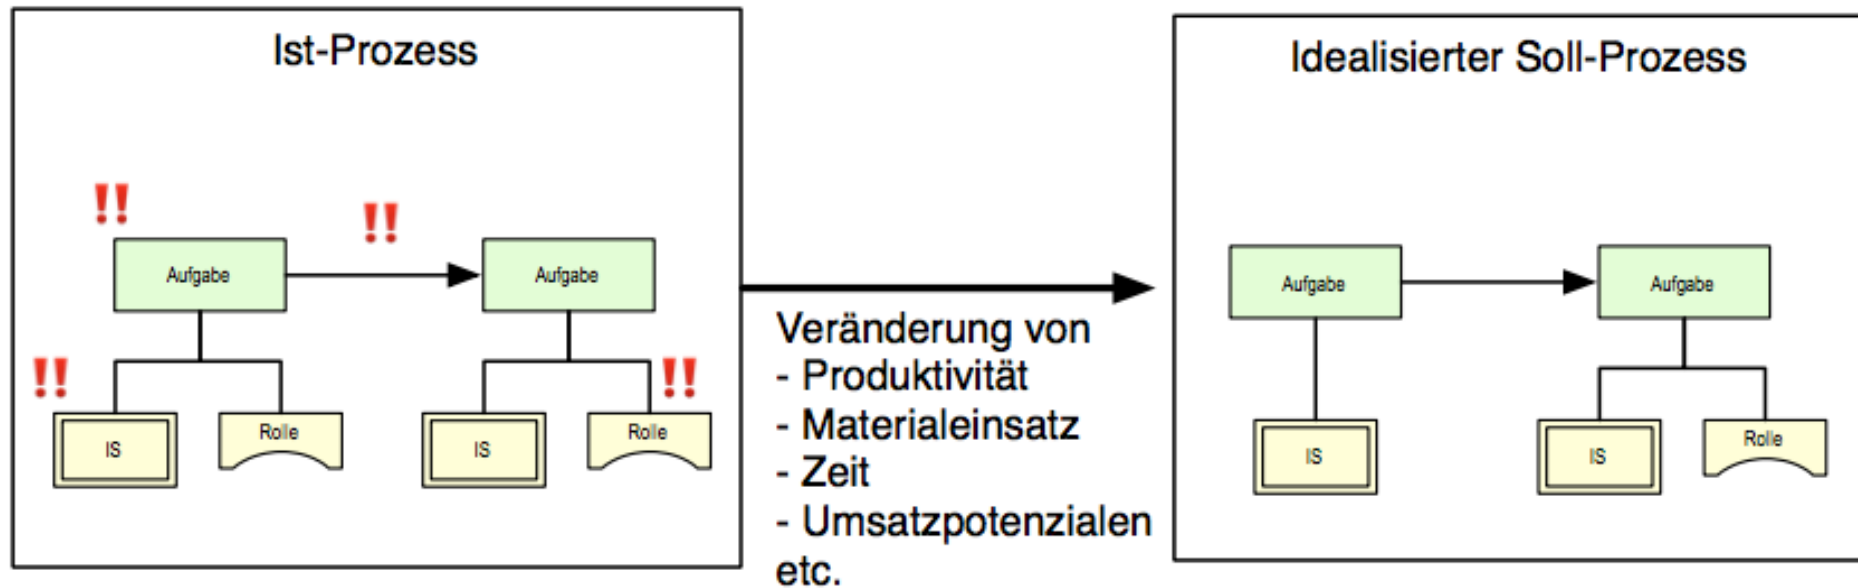 Ist-Prozess
!!
!!
Aufgabe
Aufgabe
!!
!!
IS
Rolle
IS
Rolle
Veränderung von
- Produktivität
- Materialeinsatz
- Zeit
- Umsatzpotenzialen
etc.
Idealisierter Soll-Prozess
Aufgabe
Aufgabe
IS
IS
Rolle